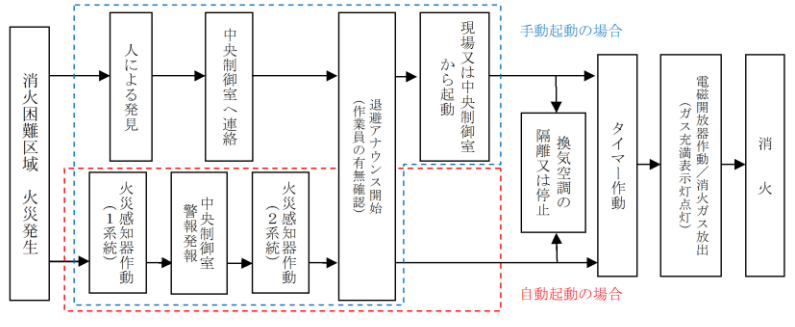 消火困難区域 火災発生
人による発見
中央制御室へ連絡
退避アナウンス開始
(作業員の有無確認)
現場又は中央制御室
から起動
手動起動の場合
火災感知器作動
(1系統)
中央制御室
警報発報
火災感知器作動
(2系統)
自動起動の場合
換気空調の
隔離又は停止
タイマー作動
電磁開放器作動/消火ガス放出
(ガス充満表示灯点灯)
消火